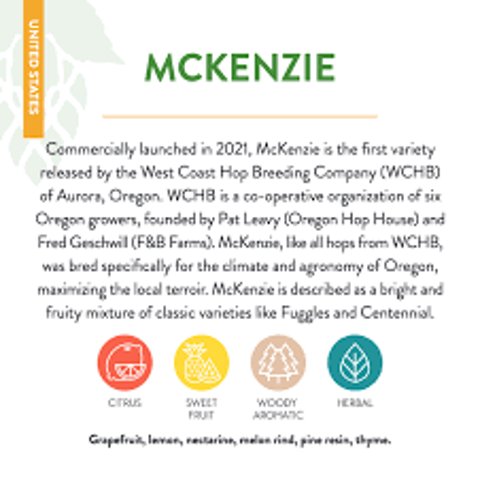 UNITED STATES
MCKENZIE
Commercially launched in 2021, McKenzie is the first variety
released by the West Coast Hop Breeding Company (WCHB)
of Aurora, Oregon. WCHB is a co-operative organization of six
Oregon growers, founded by Pat Leavy (Oregon Hop House) and
Fred Geschwill (F&B Farms). McKenzie, like all hops from WCHB,
was bred specifically for the climate and agronomy of Oregon,
maximizing the local terroir. McKenzie is described as a bright and
fruity mixture of classic varieties like Fuggles and Centennial.
CITRUS
SWEET
FRUIT
WOODY
AROMATIC
HERBAL
Grapefruit, lemon, nectarine, melon rind, pine resin, thyme.